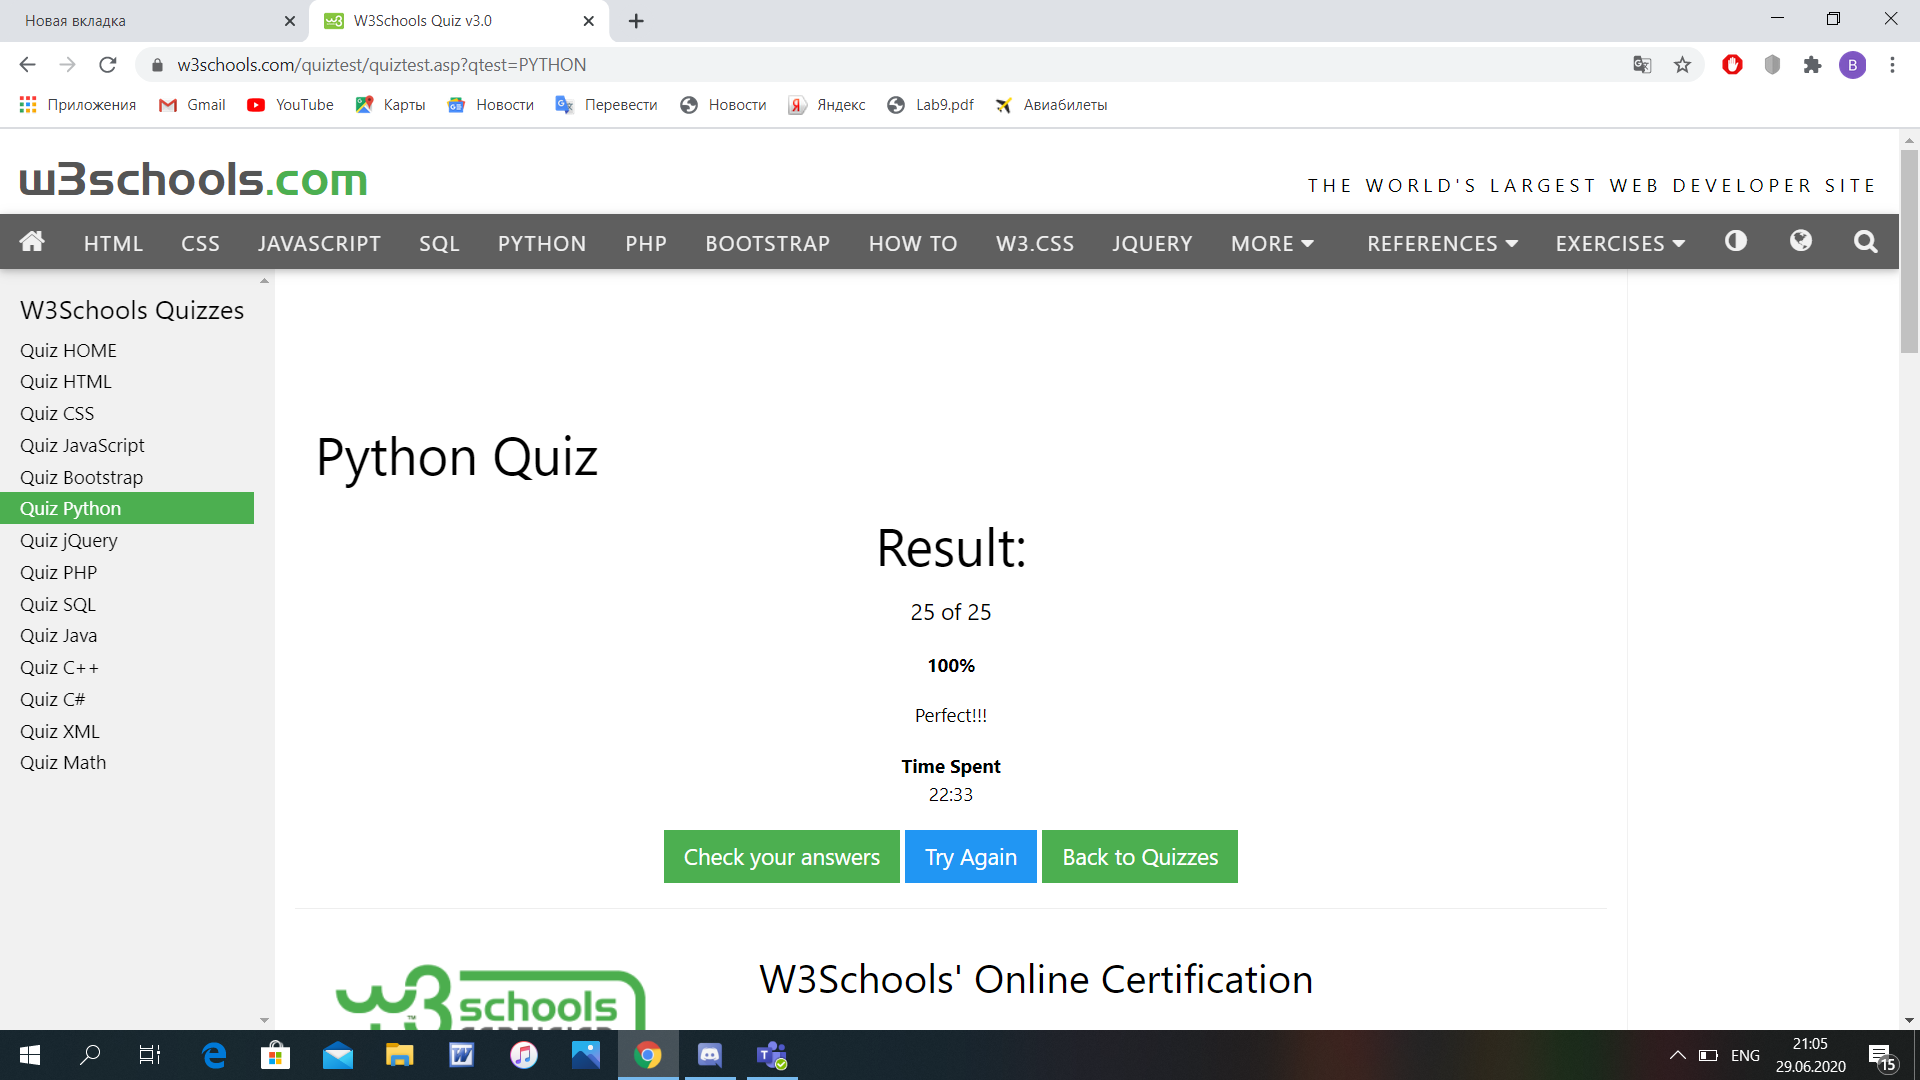 Новая вкладка
W3Schools Quiz v3.0
w3schools.com/quiztest/quiztest.asp?qtest=PYTHON
B
Приложения Gmail YouTube Карты Новости Перевести Новости Яндекс Lab9.pdf Авиабилеты
w3schools.com
THE WORLD'S LARGEST WEB DEVELOPER SITE
HTML CSS JAVASCRIPT SQL PYTHON PHP BOOTSTRAP HOW TO W3.CSS JQUERY MORE REFERENCES EXERCISES
W3Schools Quizzes
Quiz HOME
Quiz HTML
Quiz CSS
Quiz JavaScript
Quiz Bootstrap
Quiz Python
Quiz jQuery
Quiz PHP
Quiz SQL
Quiz Java
Quiz C++
Quiz C#
Quiz XML
Quiz Math
Python Quiz
Result:
25 of 25
100%
Perfect!!!
Time Spent
22:33
Check your answers Try Again Back to Quizzes
w3schools
W3Schools' Online Certification
ENG
21:05
29.06.2020
15